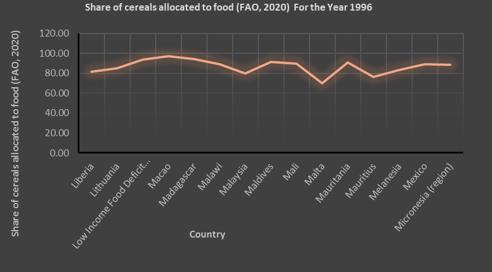 Share of cereals allocated to food (FAO, 2020)  For the Year 1996
Share of cereals allocated to food (FAO, 2020)
120.00
100.00
80.00
60.00
40.00
20.00
0.00
Liberia
Lithuania
Low Income Food Deficit...
Macao
Madagascar
Malawi
Malaysia
Maldives
Mali
Malta
Mauritania
Mauritius
Melanesia
Mexico
Micronesia (region)
Country